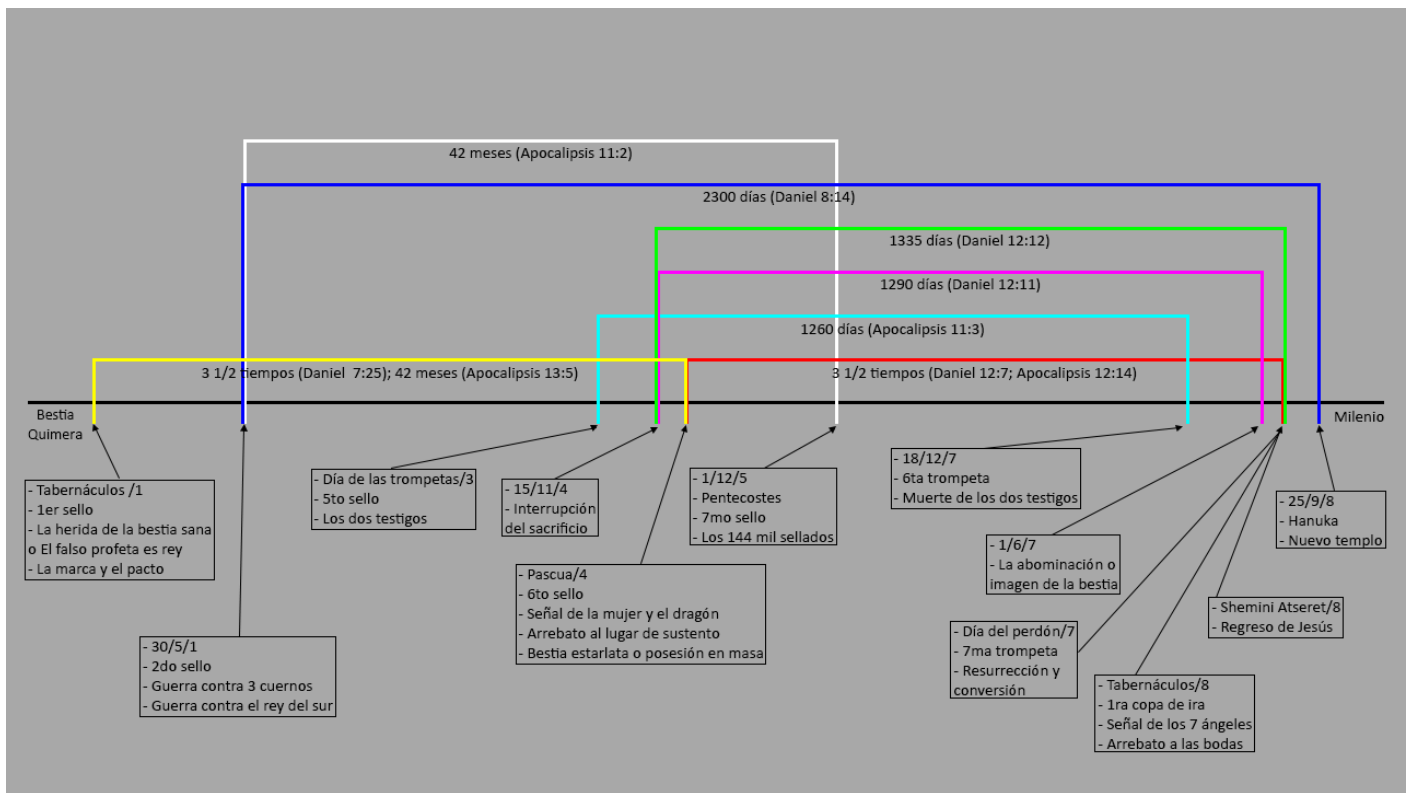 42 meses (Apocalipsis 11:2)
2300 días (Daniel 8:14)
1335 días (Daniel 12:12)
1290 días (Daniel 12:11)
1260 días (Apocalipsis 11:3)
3 1/2 tiempos (Daniel 7:25); 42 meses (Apocalipsis 13:5)
3 1/2 tiempos (Daniel 12:7; Apocalipsis 12:14)
Bestia
Quimera
Milenio
- Tabernáculos /1
- 1er sello
- La herida de la bestia sana
o El falso profeta es rey
- La marca y el pacto
- 30/5/1
- 2do sello
- Guerra contra 3 cuernos
- Guerra contra el rey del sur
- Día de las trompetas/3
- 5to sello
- Los dos testigos
- 15/11/4
- Interrupción
del sacrificio
- Pascua/4
- 6to sello
- Señal de la mujer y el dragón
- Arrebato al lugar de sustento
- Bestia estarlata o posesión en masa
- 1/12/5
- Pentecostes
- 7mo sello
- Los 144 mil sellados
- 18/12/7
- 6ta trompeta
- Muerte de los dos testigos
- 1/6/7
- La abominación o
imagen de la bestia
- Día del perdón/7
- 7ma trompeta
- Resurrección y
conversión
- Tabernáculos/8
- 1ra copa de ira
- Señal de los 7 ángeles
- Arrebato a las bodas
- Shemini Atseret/8
- Regreso de Jesús
- 25/9/8
- Hanuka
- Nuevo templo